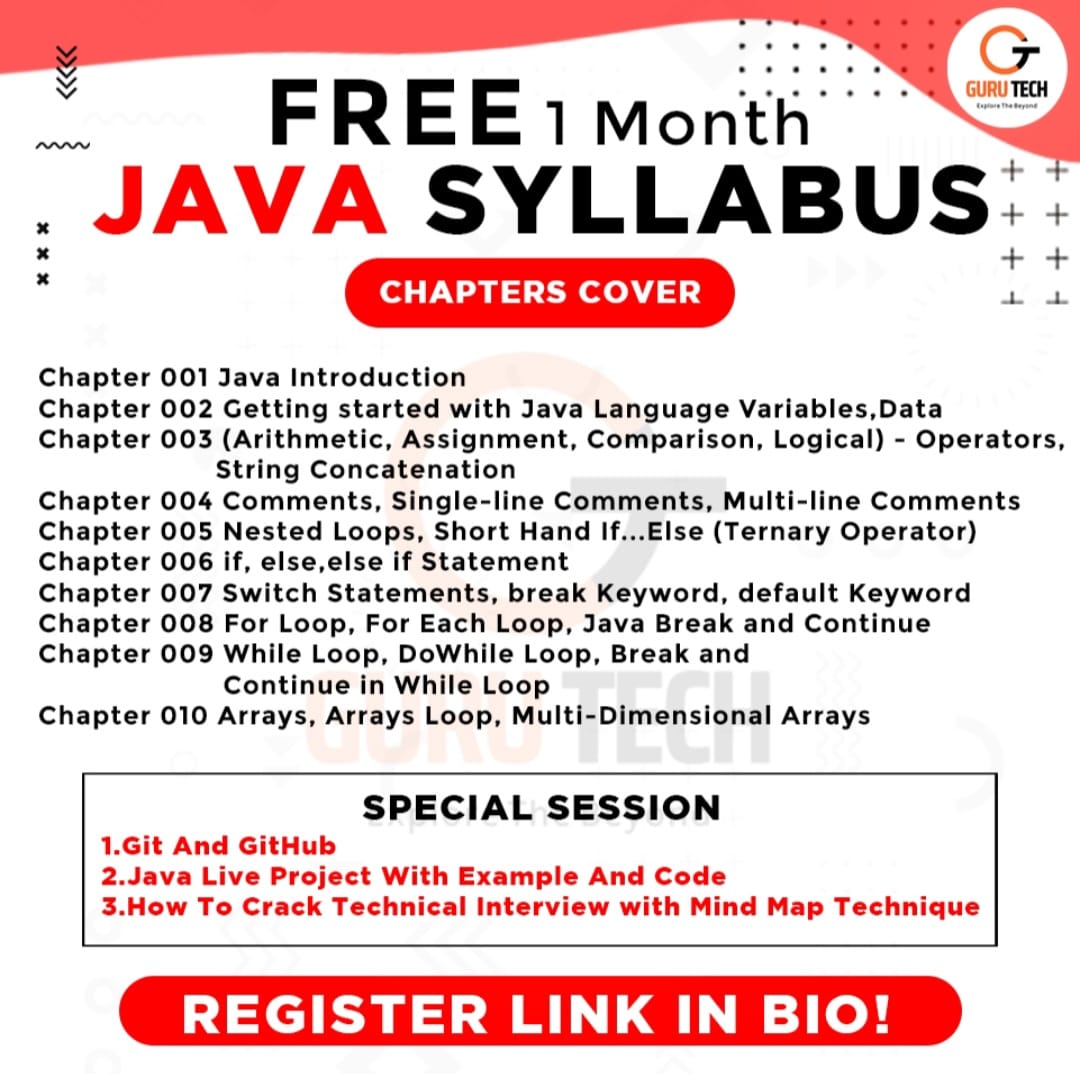 GURU TECH
Explore The Beyond
FREE 1 Month
JAVA SYLLABUS
CHAPTERS COVER
Chapter 001 Java Introduction
Chapter 002 Getting started with Java Language Variables,Data
Chapter 003 (Arithmetic, Assignment, Comparison, Logical) - Operators,
String Concatenation
Chapter 004 Comments, Single-line Comments, Multi-line Comments
Chapter 005 Nested Loops, Short Hand If...Else (Ternary Operator)
Chapter 006 if, else,else if Statement
Chapter 007 Switch Statements, break Keyword, default Keyword
Chapter 008 For Loop, For Each Loop, Java Break and Continue
Chapter 009 While Loop, DoWhile Loop, Break and
Continue in While Loop
Chapter 010 Arrays, Arrays Loop, Multi-Dimensional Arrays
GURU TECH
Explore The Beyond
SPECIAL SESSION
1.Git And GitHub
2.Java Live Project With Example And Code
3.How To Crack Technical Interview with Mind Map Technique
REGISTER LINK IN BIO!